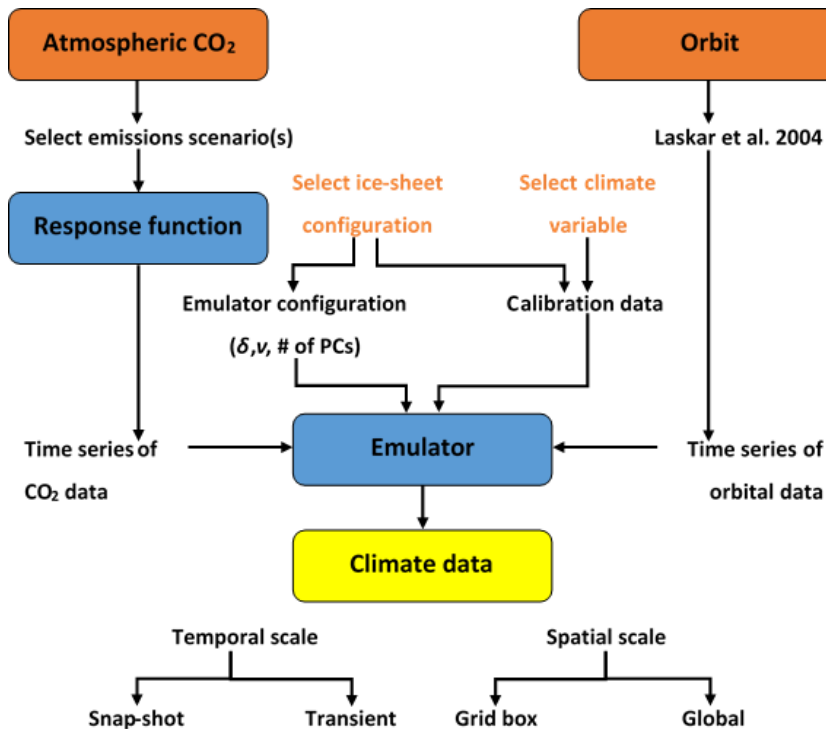 Atmospheric CO₂
Orbit
Select emissions scenario(s)
Laskar et al. 2004
Select ice-sheet
configuration
Select climate
variable
Response function
Emulator configuration
(δ,ν, # of PCs)
Calibration data
Time series of
CO₂ data
Emulator
Time series of
orbital data
Climate data
Temporal scale
Spatial scale
Snap-shot
Transient
Grid box
Global